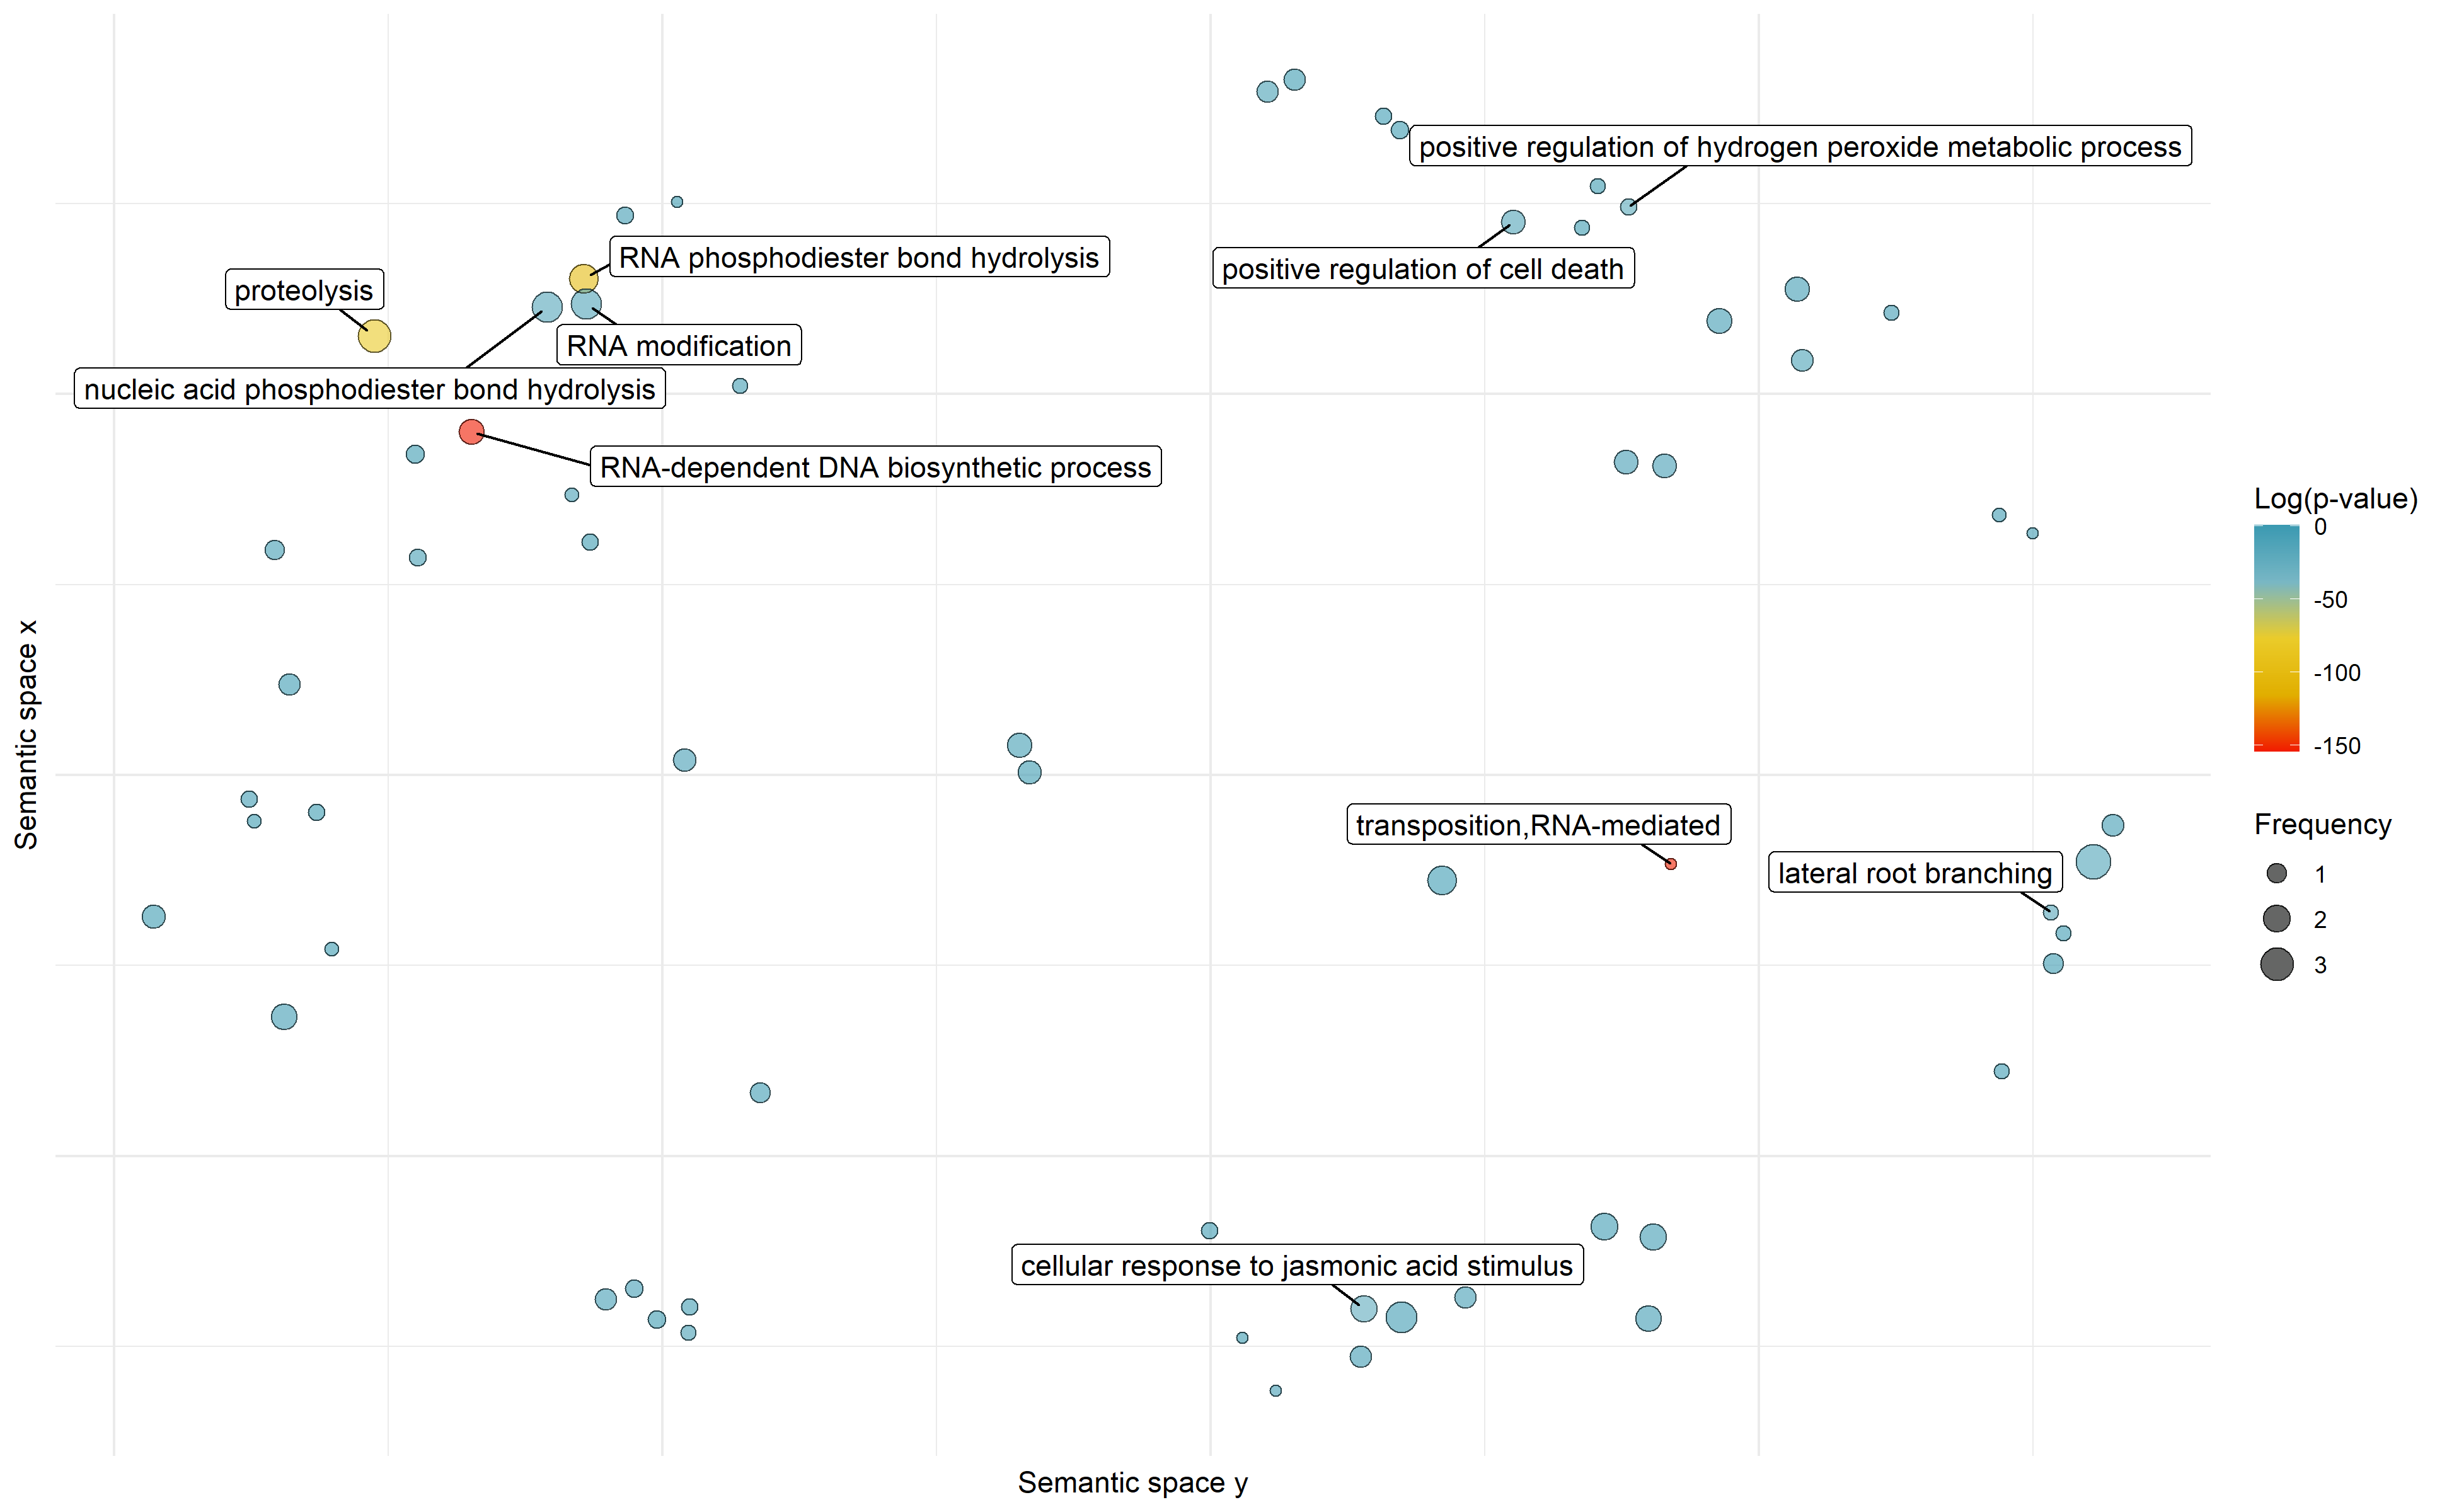 positive regulation of hydrogen peroxide metabolic process
RNA phosphodiester bond hydrolysis
positive regulation of cell death
proteolysis
RNA modification
nucleic acid phosphodiester bond hydrolysis
RNA-dependent DNA biosynthetic process
transposition,RNA-mediated
lateral root branching
cellular response to jasmonic acid stimulus
Semantic space x
Semantic space y
Log(p-value)
0
-50
-100
-150
Frequency
1
2
3